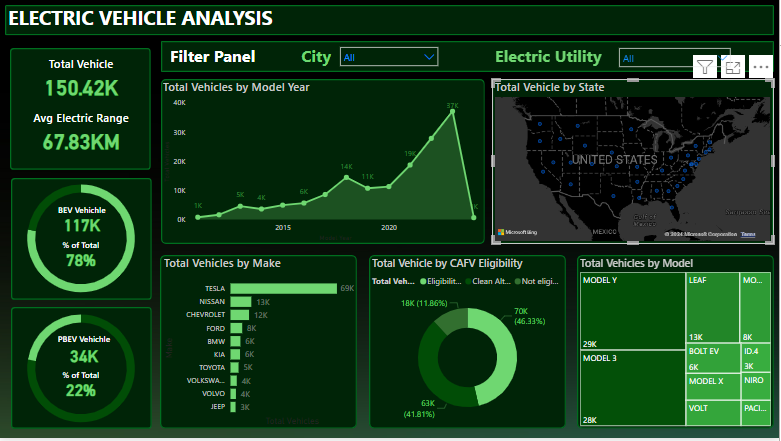 ELECTRIC VEHICLE ANALYSIS
Total Vehicle
150.42K
Avg Electric Range
67.83KM
Filter Panel
City
All
Electric Utility
All
BEV Vehichle
117K
% of Total
78%
PBEV Vehichle
34K
% of Total
22%
Total Vehicles by Model Year
40K
30K
20K
10K
0K
1K
5K
4K
6K
14K
11K
19K
37K
2015
2020
Total Vehicle by State
UNITED STATES
MEXICO
Gulf of
Mexico
Microsoft Bing
© 2024 Microsoft Corporation
Terms
Total Vehicles by Make
TESLA 69K
NISSAN 13K
CHEVROLET 12K
FORD 8K
BMW 6K
KIA 6K
TOYOTA 5K
VOLKSWA... 4K
VOLVO 4K
JEEP 3K
Total Vehicles
Total Vehicle by CAFV Eligibility
Total Veh... Eligibilit... Clean Alt... Not eligi...
18K (11.86%)
70K
(46.33%)
63K
(41.81%)
Total Vehicles by Model
MODEL Y
29K
MODEL 3
28K
LEAF
13K
MO...
8K
BOLT EV
6K
ID.4
3K
MODEL X
NIRO
VOLT
PACI...